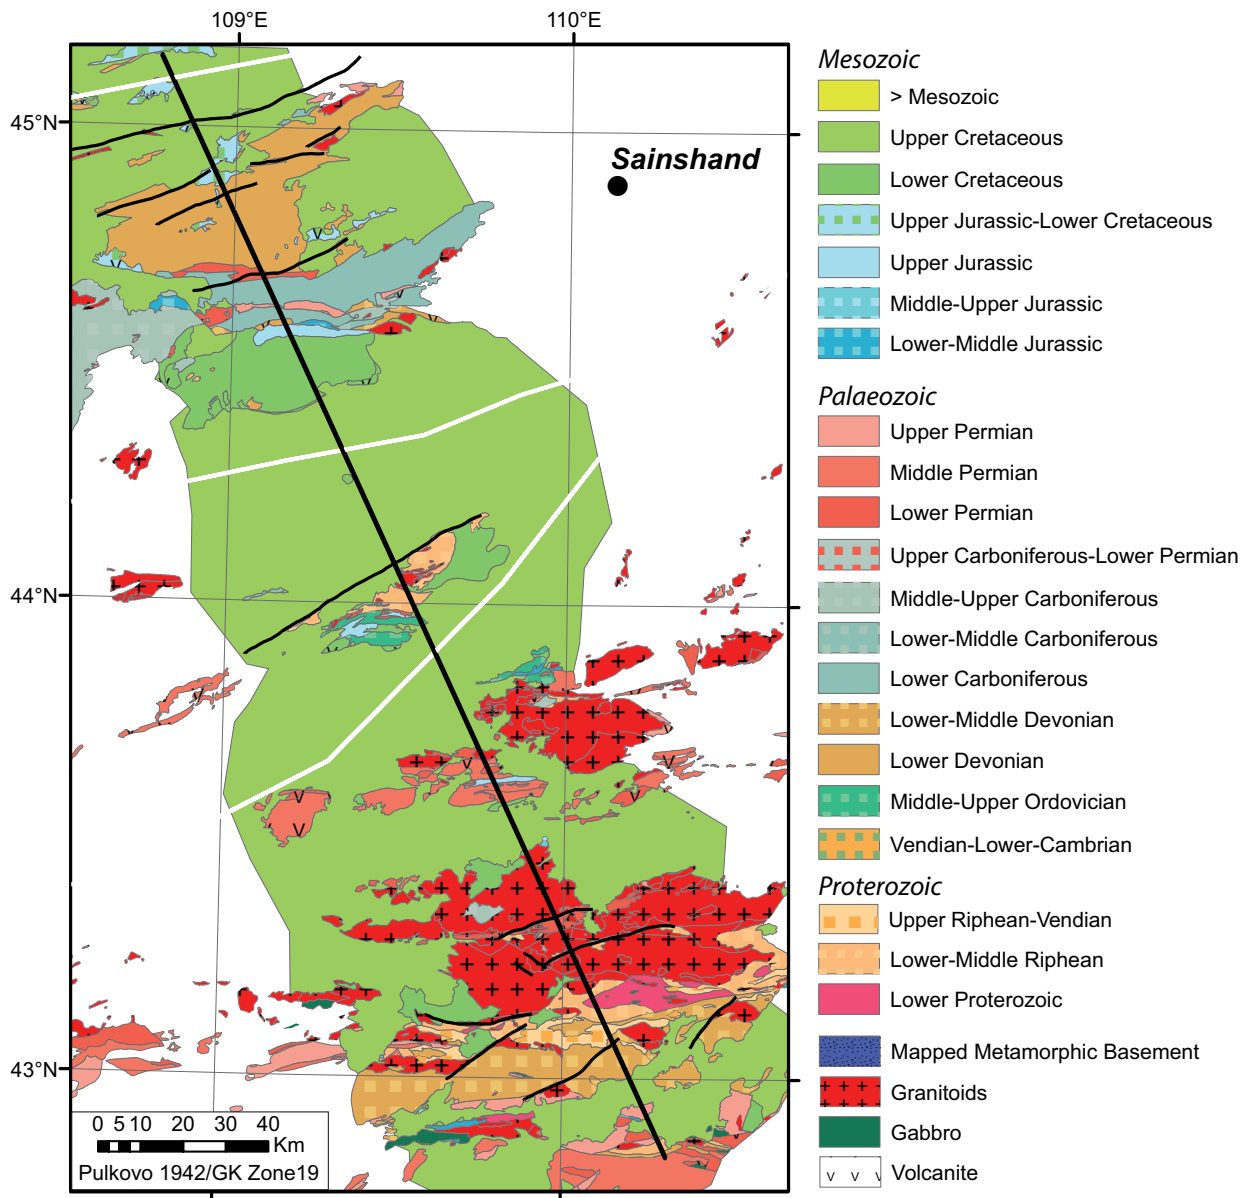 109°E
110°E
45°N
44°N
43°N
Sainshand
V
V
V
V
V
V
V
V
V
V
V
V
0 5 10 20 30 40
Km
Pulkovo 1942/GK Zone19
Mesozoic
> Mesozoic
Upper Cretaceous
Lower Cretaceous
Upper Jurassic-Lower Cretaceous
Upper Jurassic
Middle-Upper Jurassic
Lower-Middle Jurassic
Palaeozoic
Upper Permian
Middle Permian
Lower Permian
Upper Carboniferous-Lower Permian
Middle-Upper Carboniferous
Lower-Middle Carboniferous
Lower Carboniferous
Lower-Middle Devonian
Lower Devonian
Middle-Upper Ordovician
Vendian-Lower-Cambrian
Proterozoic
Upper Riphean-Vendian
Lower-Middle Riphean
Lower Proterozoic
Mapped Metamorphic Basement
Granitoids
Gabbro
v v v Volcanite